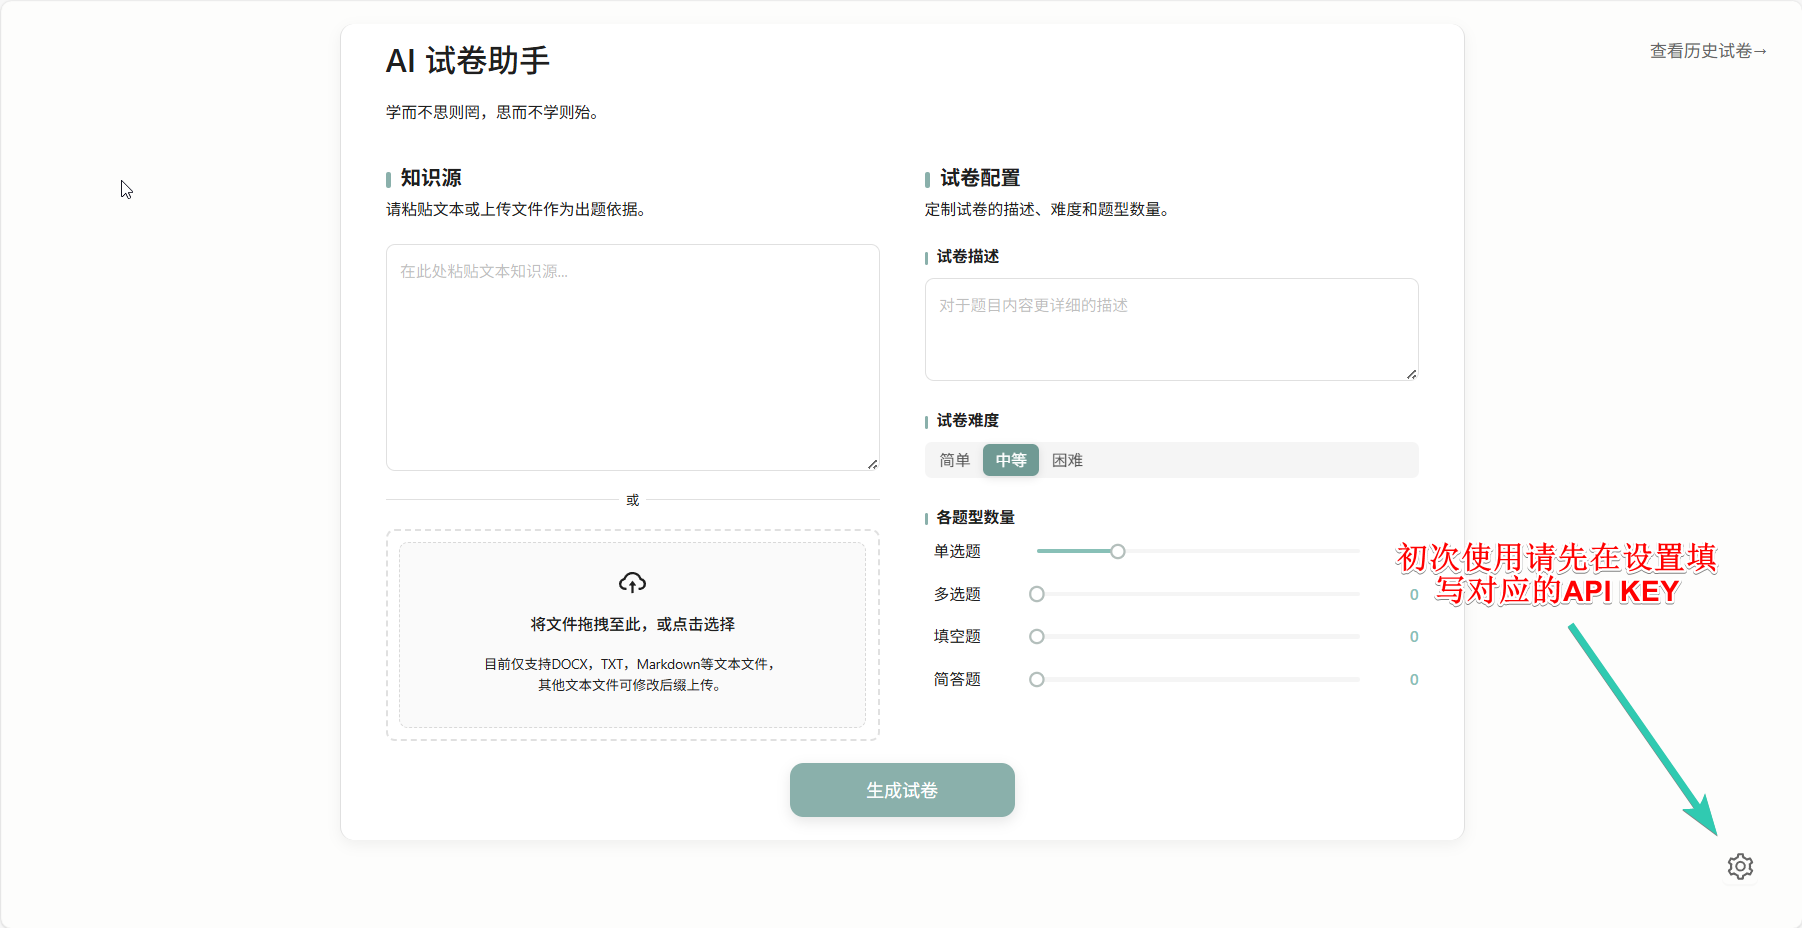 AI 试卷助手
查看历史试卷→
学而不思则罔，思而不学则殆。
知识源
请粘贴文本或上传文件作为出题依据。
在此处粘贴文本知识源...
或
将文件拖拽至此，或点击选择
目前仅支持DOCX，TXT，Markdown等文本文件，
其他文本文件可修改后缀上传。
试卷配置
定制试卷的描述、难度和题型数量。
试卷描述
对于题目内容更详细的描述
试卷难度
简单 中等 困难
各题型数量
单选题
多选题 0
填空题 0
简答题 0
初次使用请先在设置填
写对应的API KEY
生成试卷